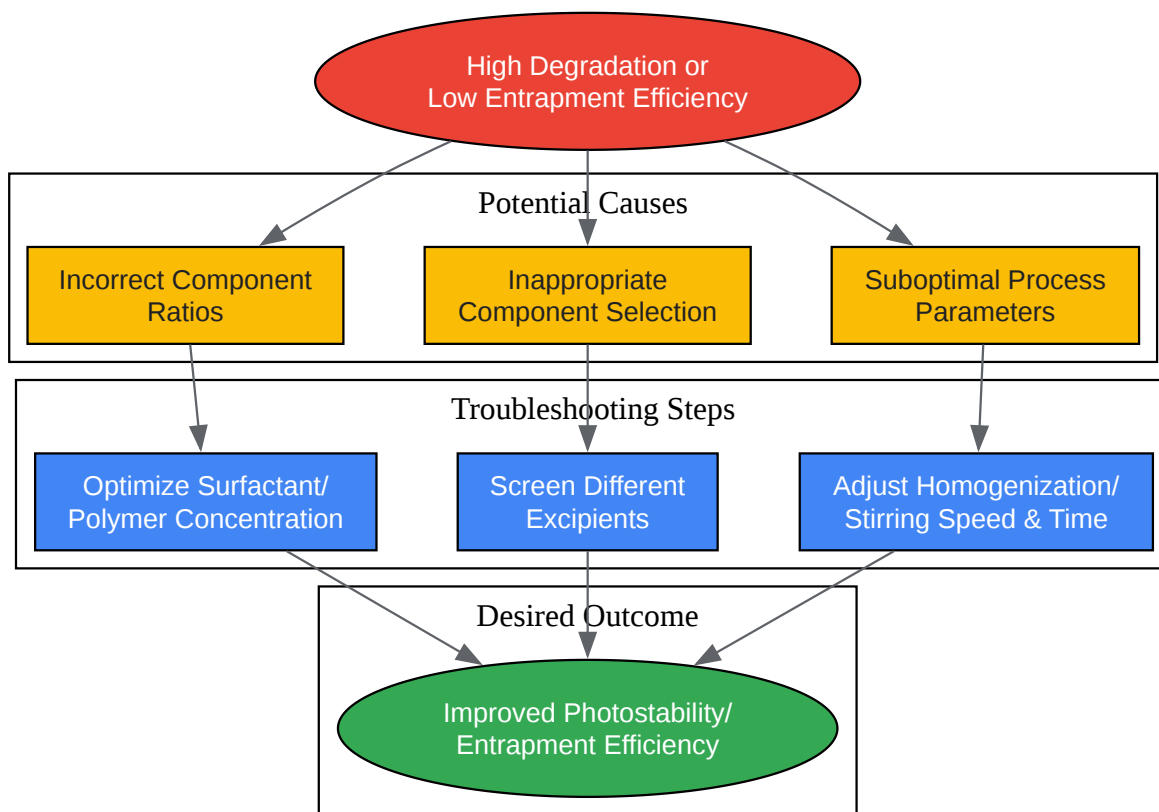 High Degradation or
Low Entrapment Efficiency
Potential Causes
Incorrect Component
Ratios
Inappropriate
Component Selection
Suboptimal Process
Parameters
Troubleshooting Steps
Optimize Surfactant/
Polymer Concentration
Screen Different
Excipients
Adjust Homogenization/
Stirring Speed & Time
Desired Outcome
Improved Photostability/
Entrapment Efficiency